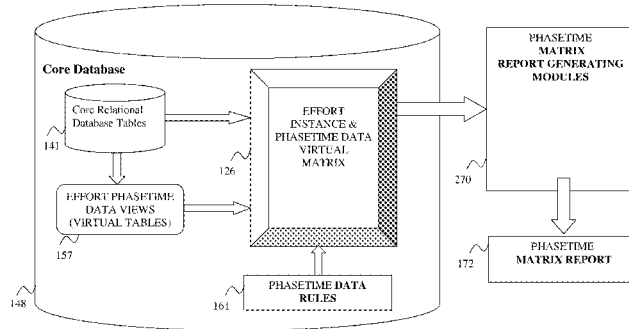 Core Database
Core Relational
Database Tables
141
EFFORT PHASETIME
DATA VIEWS
(VIRTUAL TABLES)
157
148
EFFORT
INSTANCE &
PHASETIME DATA
VIRTUAL
MATRIX
126
PHASETIME DATA
RULES
161
PHASETIME
MATRIX
REPORT GENERATING
MODULES
270
PHASETIME
MATRIX REPORT
172